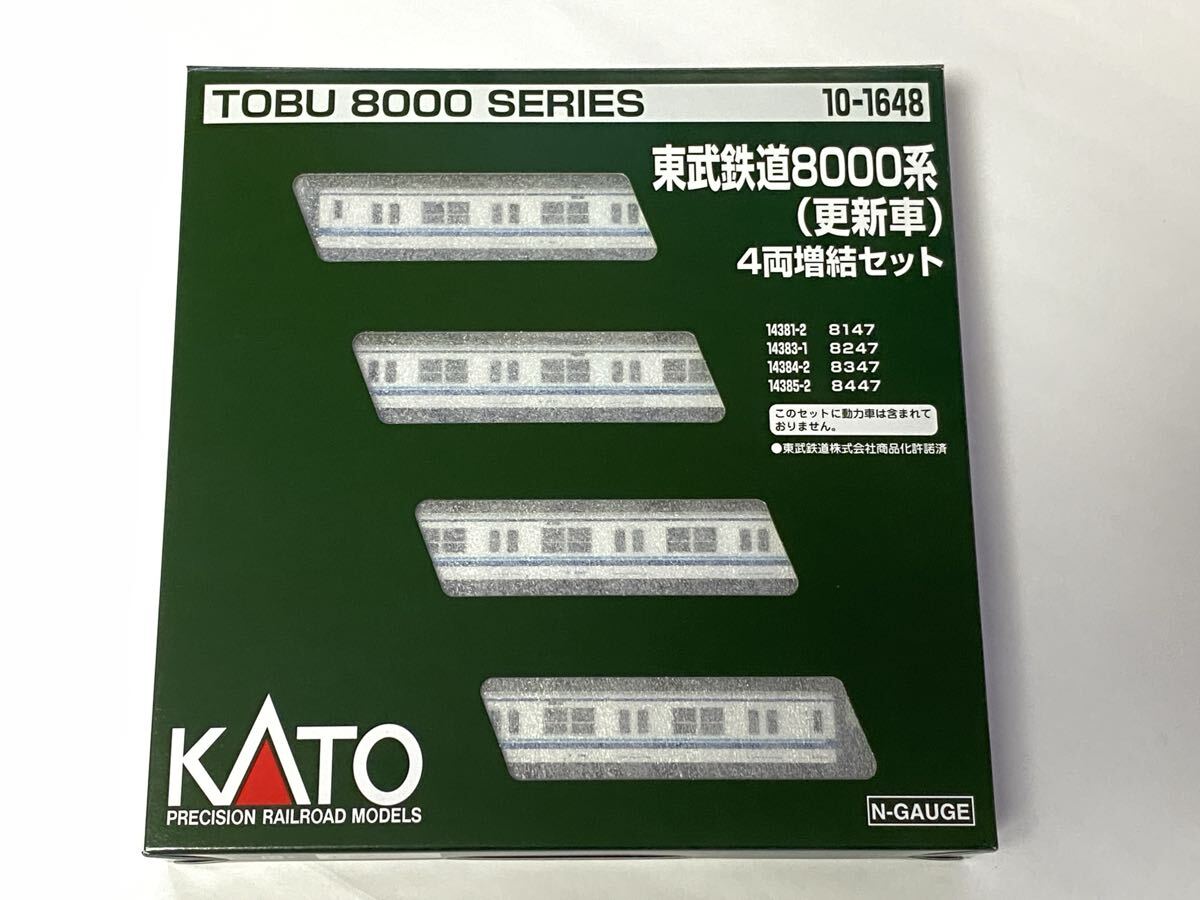 TOBU 8000 SERIES 10-1648
東武鉄道8000系
(更新車)
4両増結セット
14381-2 8147
14383-1 8247
14384-2 8347
14385-2 8447
このセットに動力車は含まれて
おりません。
●東武鉄道株式会社商品化許諾済
KATO
PRECISION RAILROAD MODELS
N-GAUGE